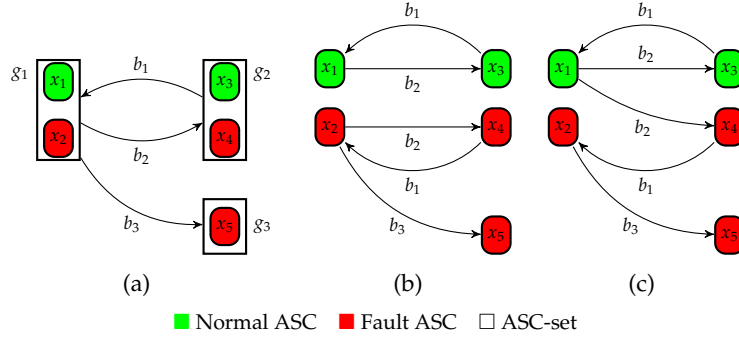 b₁
g₁ x₁ b₁ x₃ g₂
x₁ b₂ x₃
x₁ b₁ b₂ x₃
x₂ b₂ x₄
x₂ b₂ x₄
x₂ b₂ x₄
b₁
b₁
b₃ x₅ g₃
b₃ x₅
b₃ x₅
(a) (b) (c)
Normal ASC Fault ASC ASC-set